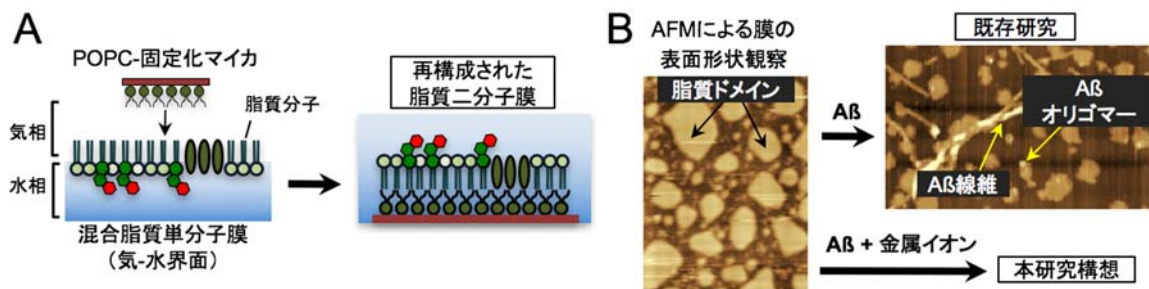 A
POPC-固定化マイカ
気相
水相
脂質分子
混合脂質単分子膜
(気-水界面)
再構成された
脂質二分子膜
B
AFMによる膜の
表面形状観察
脂質ドメイン
Aß
既存研究
Aß
オリゴマー
Aß線維
Aß + 金属イオン
本研究構想